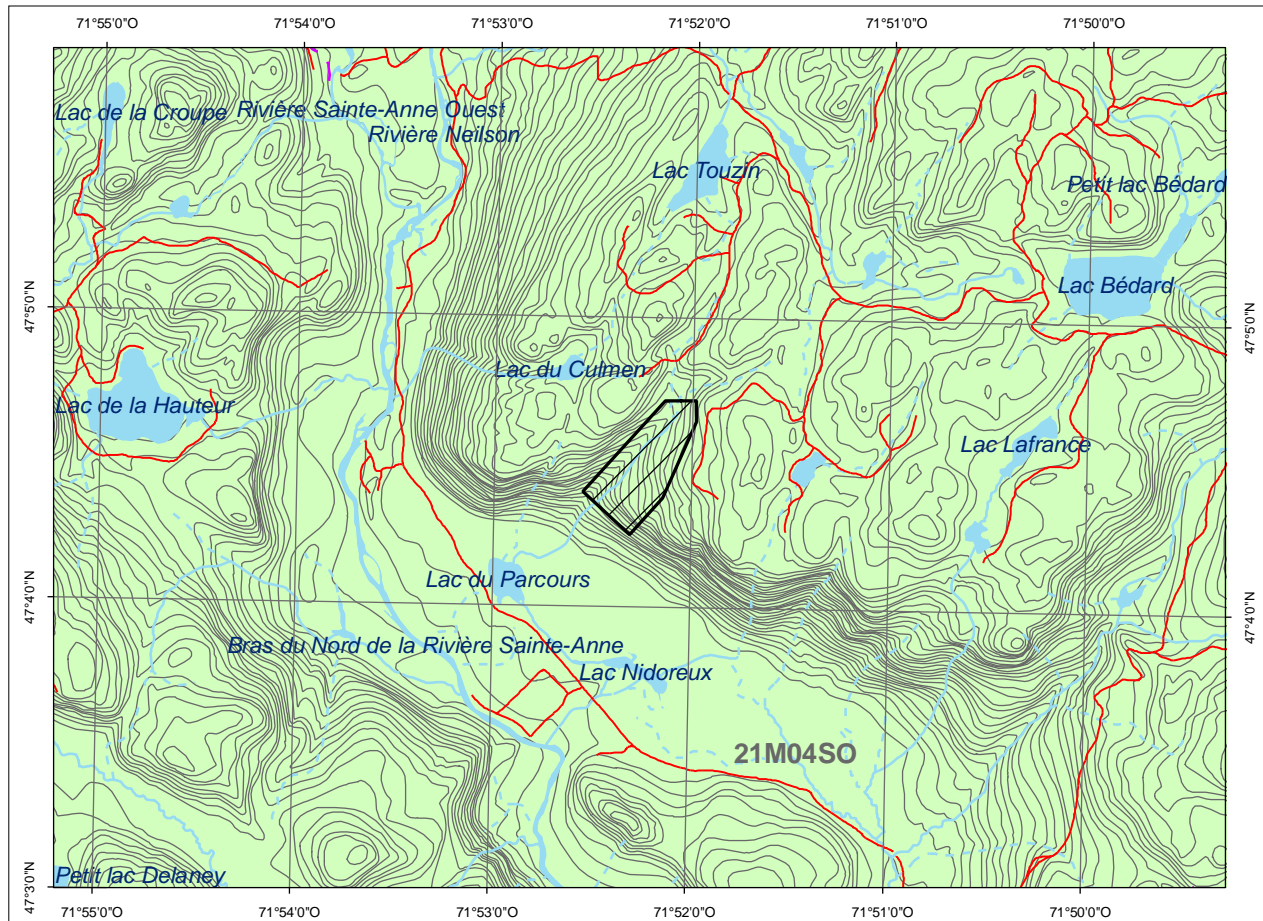 71°55'0"O 71°54'0"O 71°53'0"O 71°52'0"O 71°51'0"O 71°50'0"O
Lac de la Croupe
Rivière Sainte-Anne Ouest
Rivière Neilson
Lac Touzin
Petit lac Bédard
Lac Bédard
47°5'0"N
47°5'0"N
Lac du Culmen
Lac de la Hauteur
Lac Lafrance
Lac du Parcours
47°4'0"N
47°4'0"N
Bras du Nord de la Rivière Sainte-Anne
Lac Nidoreux
21M04SO
Petit lac Delaney
47°3'0"N
47°3'0"N
71°55'0"O 71°54'0"O 71°53'0"O 71°52'0"O 71°51'0"O 71°50'0"O